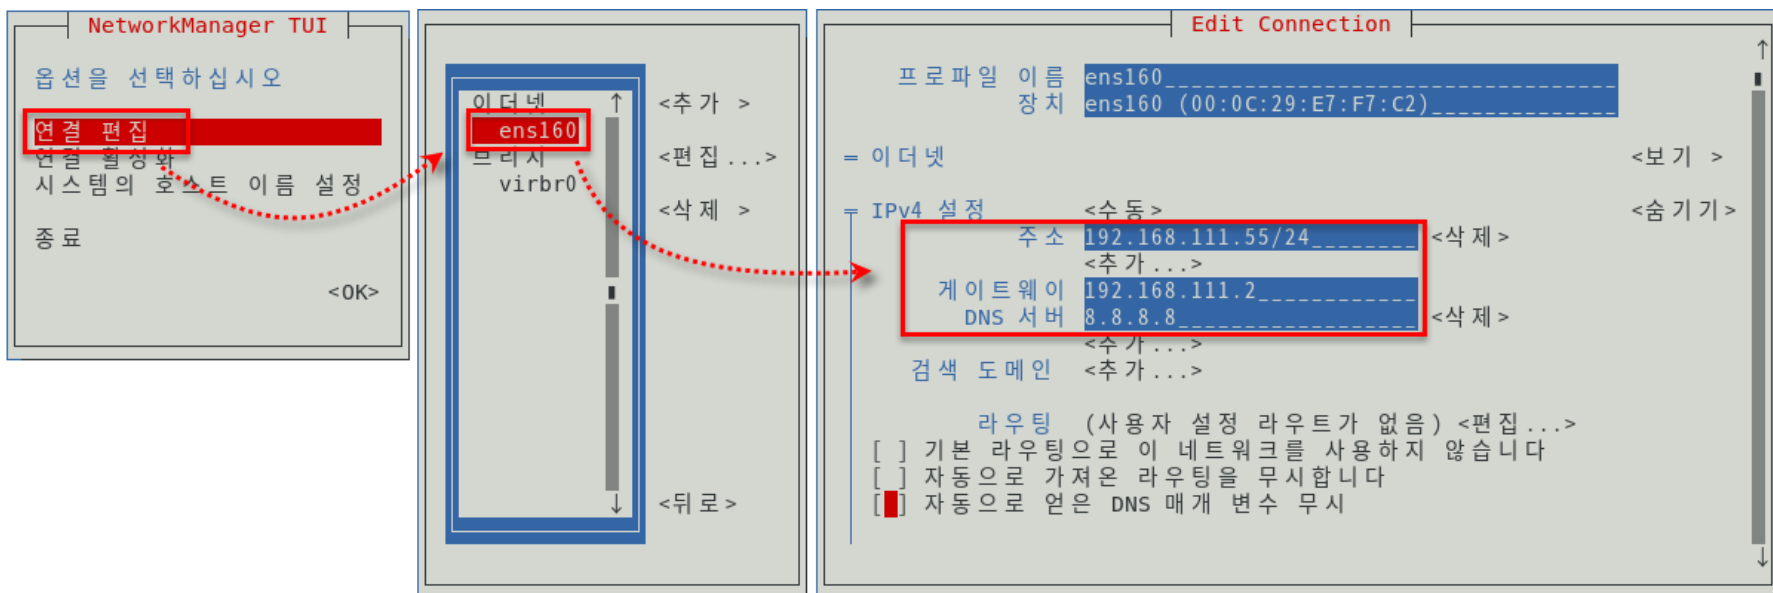 NetworkManager TUI
옵션을 선택하십시오
연결 편집
연결 활성화
시스템의 호스트 이름 설정
종료
<OK>
이더넷
ens160
브리지
virbr0
<추가 >
<편집...>
<삭제 >
<뒤로>
Edit Connection
프로파일 이름 ens160
장치 ens160 (00:0C:29:E7:F7:C2)
= 이더넷 <보기 >
= IPv4 설정 <수동> <숨기기>
주소 192.168.111.55/24 <삭제>
<추가...>
게이트웨이 192.168.111.2
DNS 서버 8.8.8.8 <삭제>
<추가...>
검색 도메인 <추가...>
라우팅 (사용자 설정 라우트가 없음) <편집...>
[ ] 기본 라우팅으로 이 네트워크를 사용하지 않습니다
[ ] 자동으로 가져온 라우팅을 무시합니다
[ ] 자동으로 얻은 DNS 매개 변수 무시